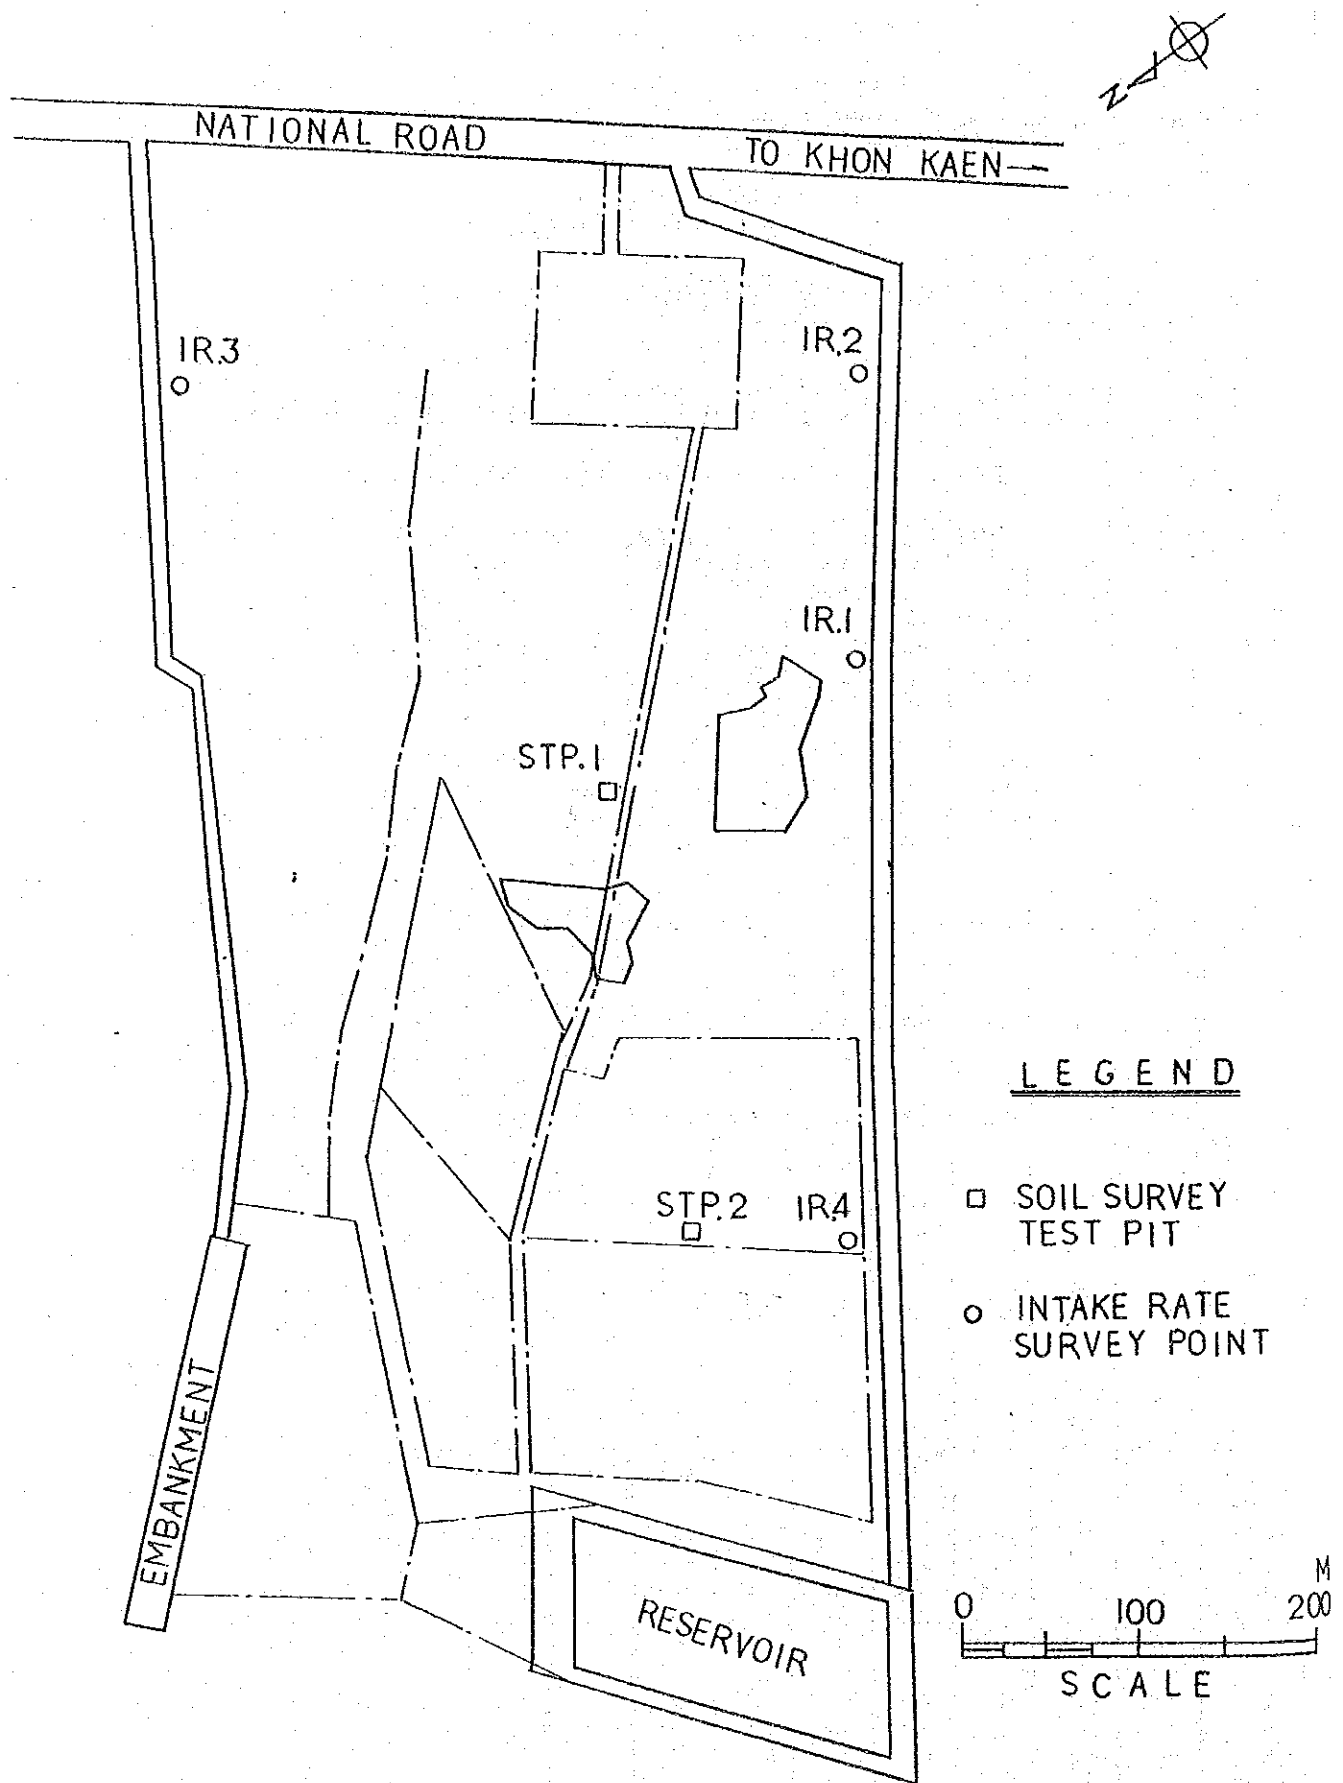 N
NATIONAL ROAD
TO KHON KAEN
IR.3
IR.2
IR.1
STP.1
STP.2
IR.4
LEGEND
SOIL SURVEY
TEST PIT
INTAKE RATE
SURVEY POINT
EMBANKMENT
RESERVOIR
M
0 100 200
SCALE